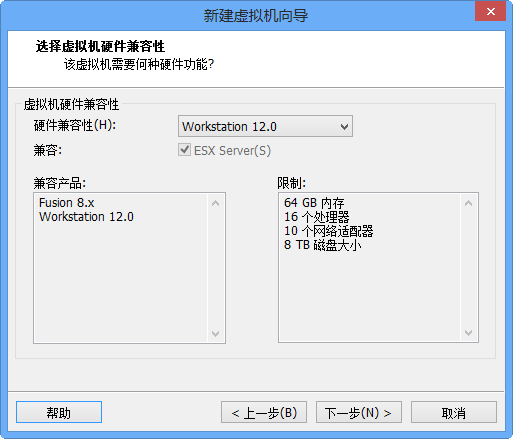 新建虚拟机向导
选择虚拟机硬件兼容性
该虚拟机需要何种硬件功能?
虚拟机硬件兼容性
硬件兼容性(H): Workstation 12.0
兼容: ESX Server(S)
兼容产品: 限制:
Fusion 8.x
Workstation 12.0
64 GB 内存
16 个处理器
10 个网络适配器
8 TB 磁盘大小
帮助 < 上一步(B) 下一步(N) > 取消